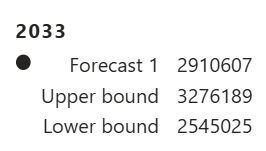 2033
Forecast 1 2910607
Upper bound 3276189
Lower bound 2545025